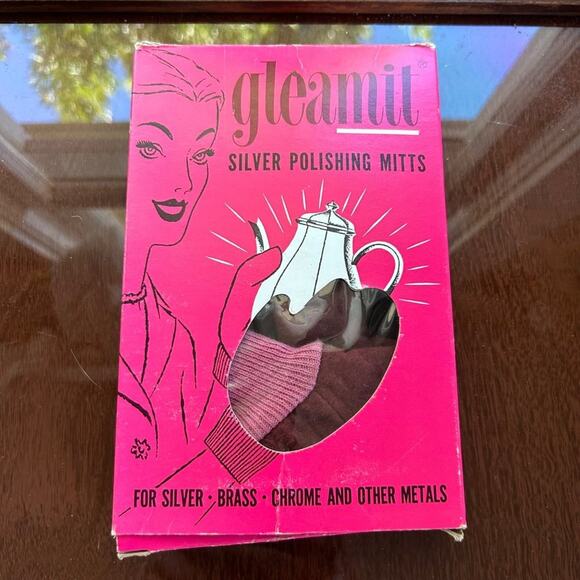 gleamit®
SILVER POLISHING MITTS
FOR SILVER • BRASS • CHROME AND OTHER METALS